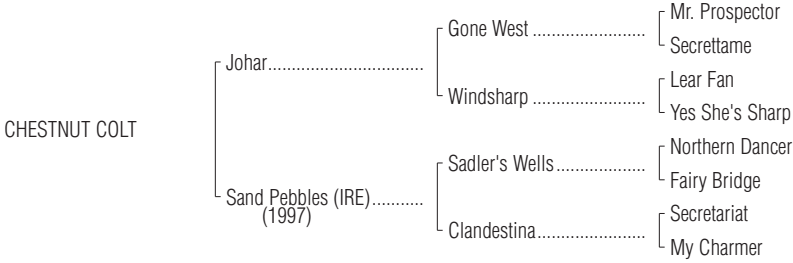 Mr. Prospector
Gone West ........................
Secrettame
Johar.................................
Lear Fan
Windsharp ........................
Yes She's Sharp
CHESTNUT COLT
Northern Dancer
Sadler's Wells...................
Fairy Bridge
Sand Pebbles (IRE)...........
(1997)
Secretariat
Clandestina.......................
My Charmer